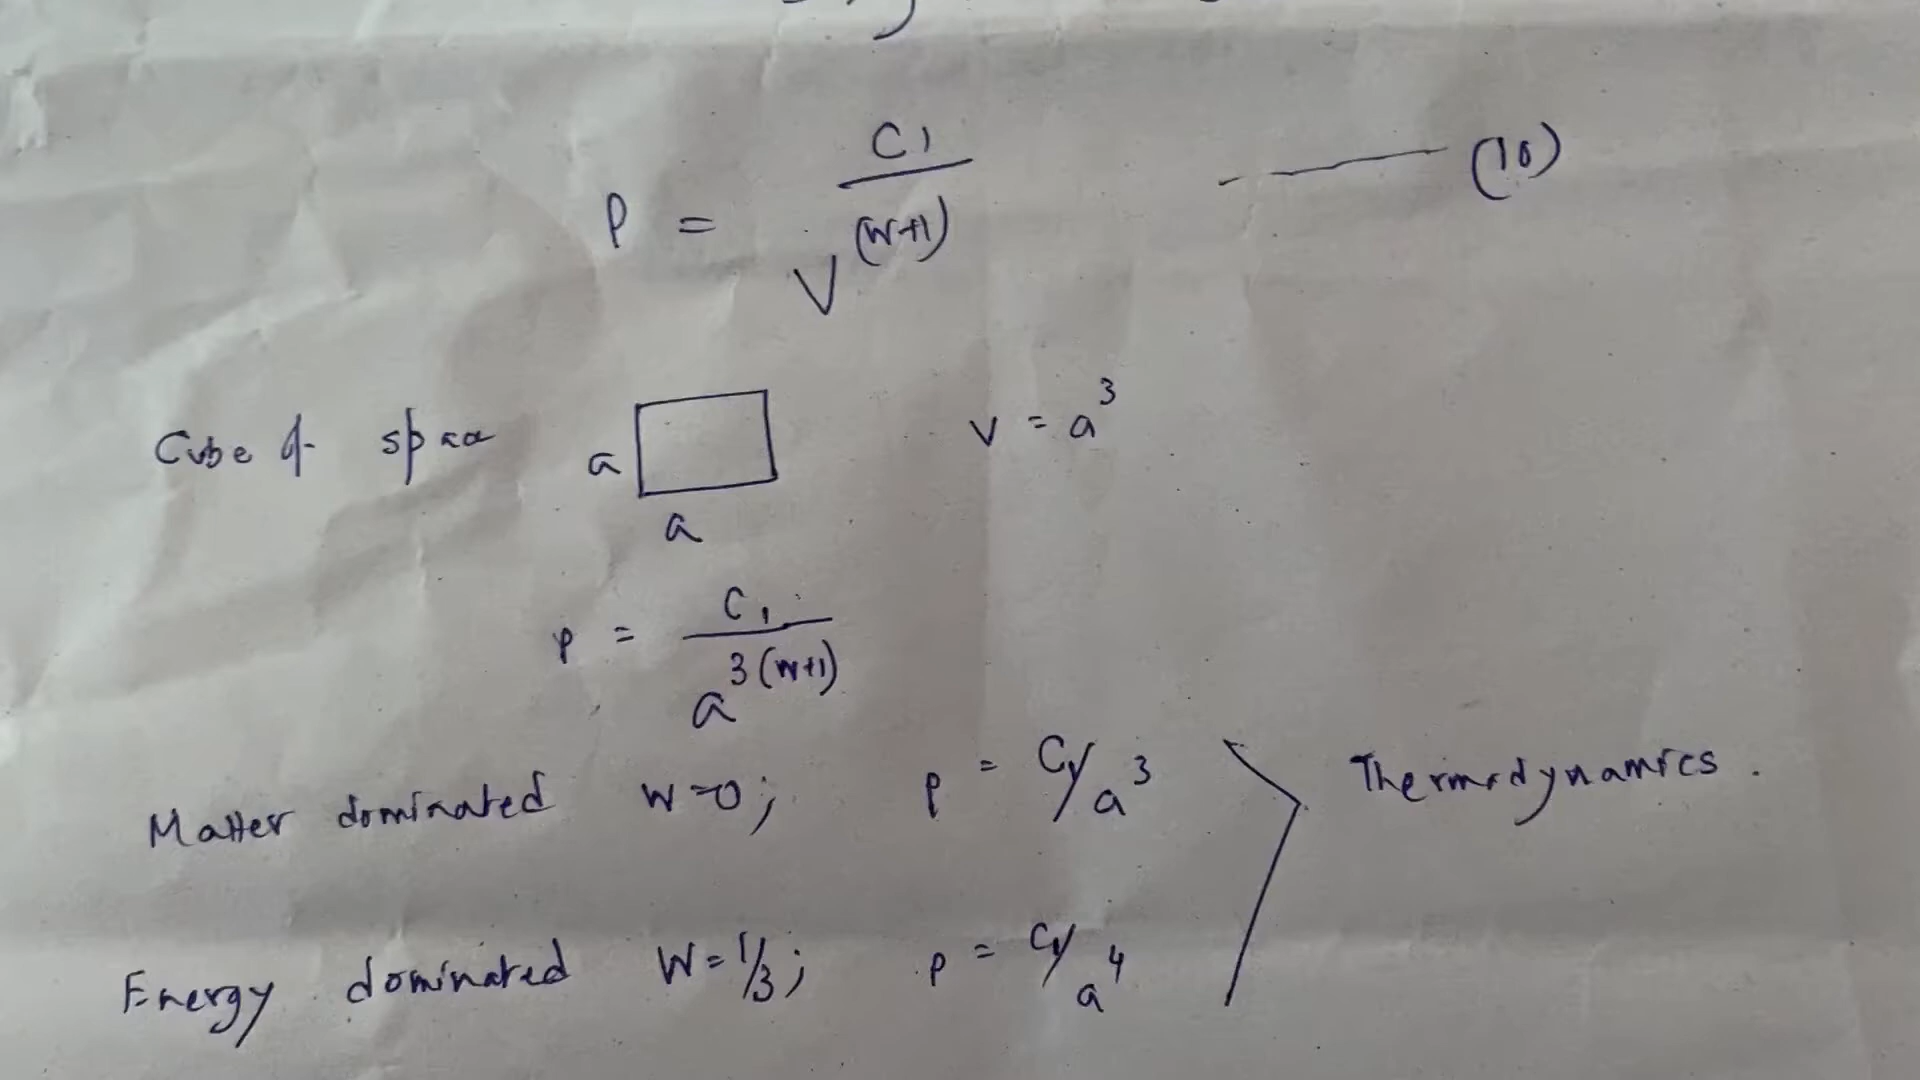 P = C1 / V^(W+1) —— (10)
Cube of space a a V = a^3
P = C1 / a^3(W+1)
Matter dominated W=0; P = C1/a^3
Thermodynamics.
Energy dominated W=1/3; P = C1/a^4